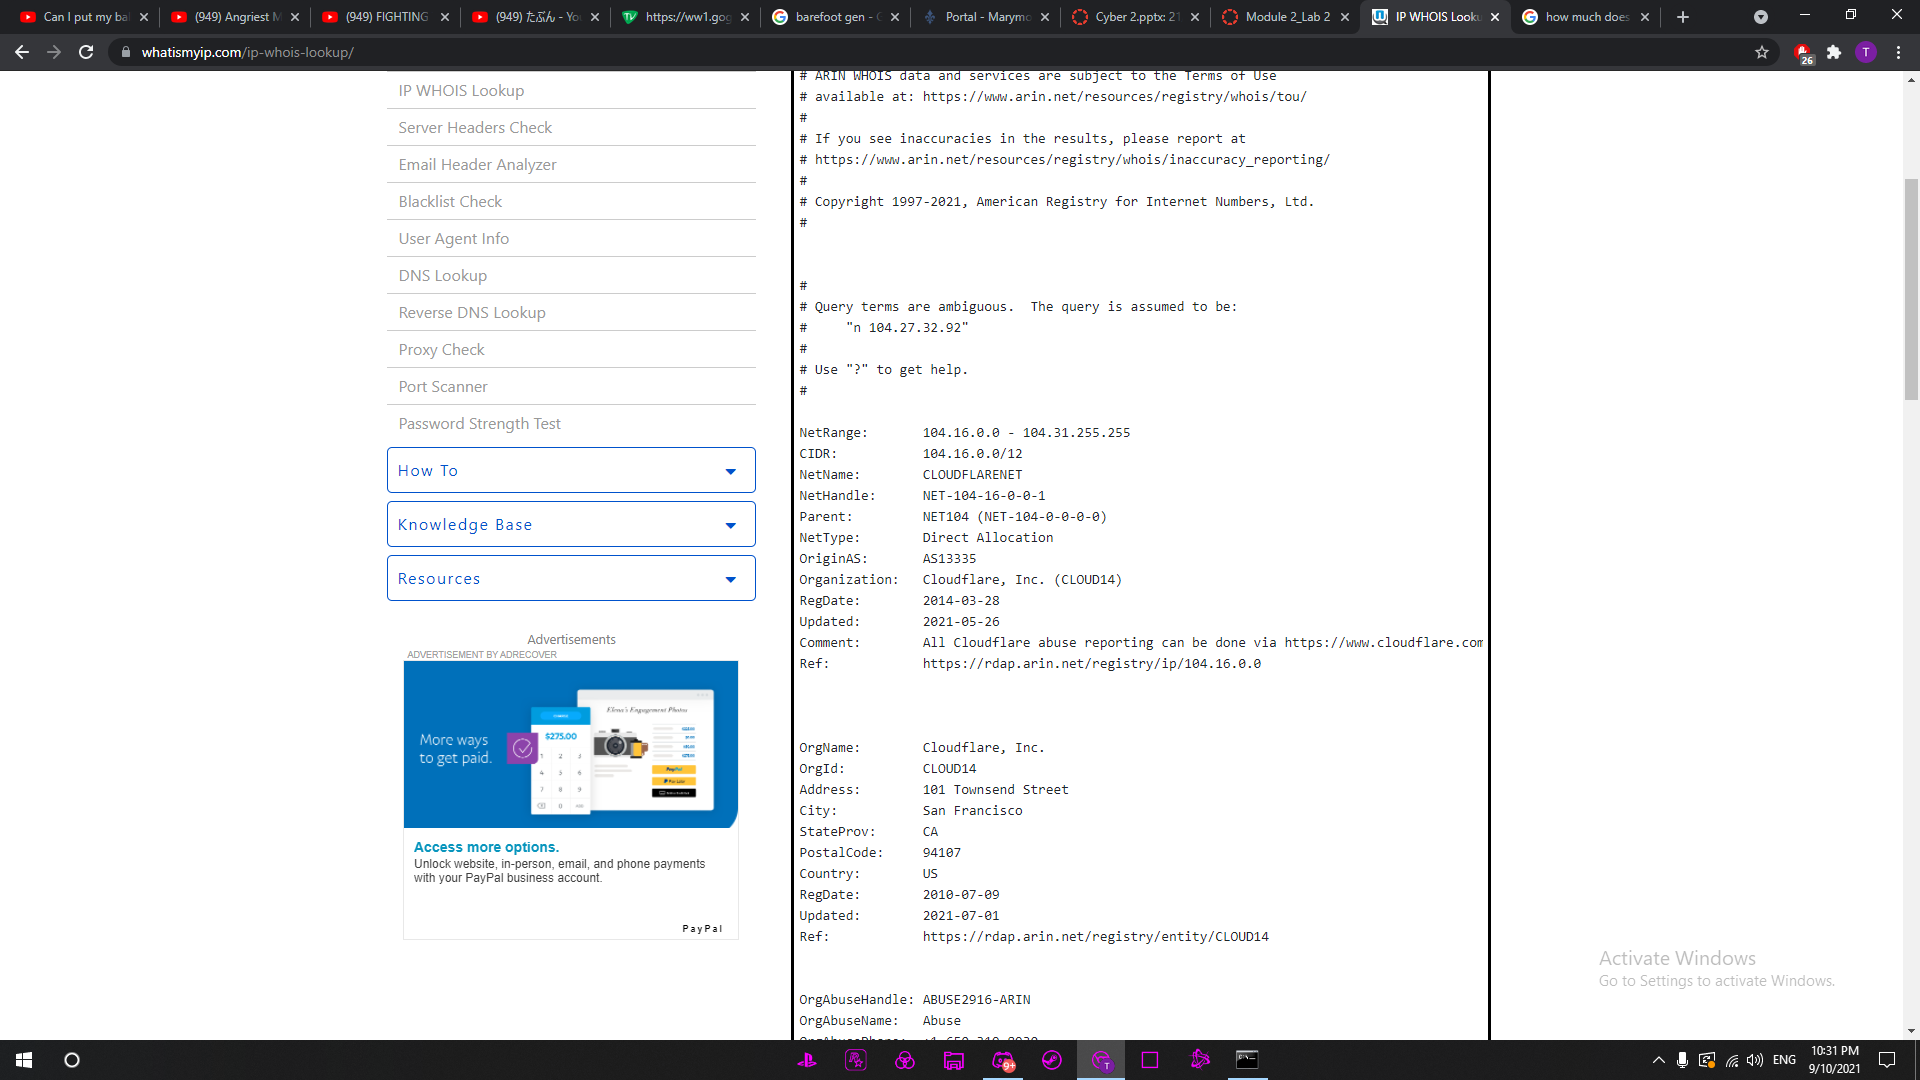 Can I put my bal
(949) Angriest M
(949) FIGHTING
(949) たぶん - Yo
https://ww1.gog
barefoot gen - G
Portal - Marymo
Cyber 2.pptx: 21
Module 2_Lab 2
IP WHOIS Looku
how much does
whatismyip.com/ip-whois-lookup/
26
T
IP WHOIS Lookup
Server Headers Check
Email Header Analyzer
Blacklist Check
User Agent Info
DNS Lookup
Reverse DNS Lookup
Proxy Check
Port Scanner
Password Strength Test
How To
Knowledge Base
Resources
Advertisements
ADVERTISEMENT BY ADRECOVER
More ways
to get paid.
$275.00
Elena's Engagement Photos
Access more options.
Unlock website, in-person, email, and phone payments
with your PayPal business account.
PayPal
# ARIN WHOIS data and services are subject to the Terms of Use
# available at: https://www.arin.net/resources/registry/whois/tou/
#
# If you see inaccuracies in the results, please report at
# https://www.arin.net/resources/registry/whois/inaccuracy_reporting/
#
# Copyright 1997-2021, American Registry for Internet Numbers, Ltd.
#
#
# Query terms are ambiguous. The query is assumed to be:
# "n 104.27.32.92"
#
# Use "?" to get help.
#
NetRange: 104.16.0.0 - 104.31.255.255
CIDR: 104.16.0.0/12
NetName: CLOUDFLARENET
NetHandle: NET-104-16-0-0-1
Parent: NET104 (NET-104-0-0-0-0)
NetType: Direct Allocation
OriginAS: AS13335
Organization: Cloudflare, Inc. (CLOUD14)
RegDate: 2014-03-28
Updated: 2021-05-26
Comment: All Cloudflare abuse reporting can be done via https://www.cloudflare.com
Ref: https://rdap.arin.net/registry/ip/104.16.0.0
OrgName: Cloudflare, Inc.
OrgId: CLOUD14
Address: 101 Townsend Street
City: San Francisco
StateProv: CA
PostalCode: 94107
Country: US
RegDate: 2010-07-09
Updated: 2021-07-01
Ref: https://rdap.arin.net/registry/entity/CLOUD14
OrgAbuseHandle: ABUSE2916-ARIN
OrgAbuseName: Abuse
Activate Windows
Go to Settings to activate Windows.
9+
T
ENG
10:31 PM
9/10/2021